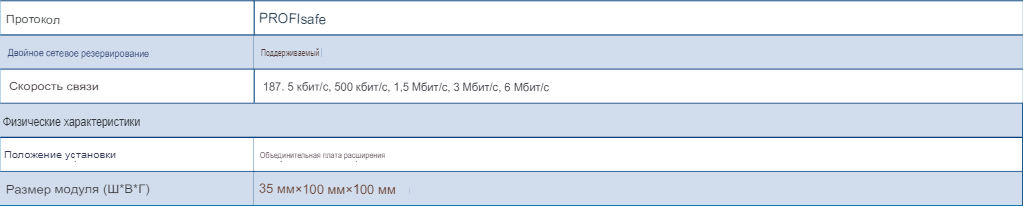 Протокол PROFIsafe
Двойное сетевое резервирование Поддерживаемый
Скорость связи 187. 5 кбит/с, 500 кбит/с, 1,5 Мбит/с, 3 Мбит/с, 6 Мбит/с
Физические характеристики
Положение установки Объединительная плата расширения
Размер модуля (Ш*В*Г) 35 мм×100 мм×100 мм